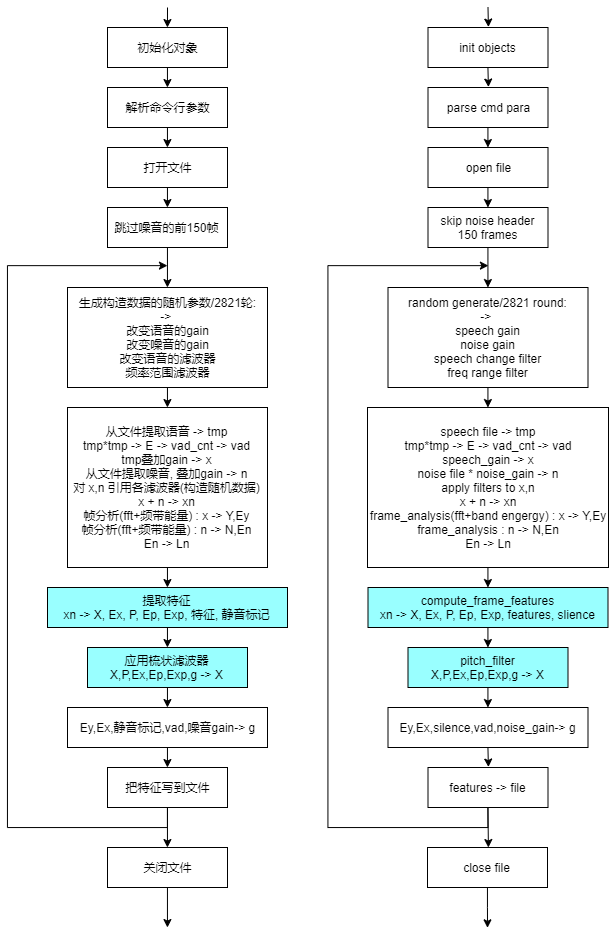 初始化对象
解析命令行参数
打开文件
跳过噪音的前150帧
生成构造数据的随机参数/2821轮:
->
改变语音的gain
改变噪音的gain
改变语音的滤波器
频率范围滤波器
从文件提取语音 -> tmp
tmp*tmp -> E -> vad_cnt -> vad
tmp叠加gain -> x
从文件提取噪音, 叠加gain -> n
对 x,n 引用各滤波器(构造随机数据)
x + n -> xn
帧分析(fft+频带能量) : x -> Y,Ey
帧分析(fft+频带能量) : n -> N,En
En -> Ln
提取特征
xn -> X, Ex, P, Ep, Exp, 特征, 静音标记
应用梳状滤波器
X,P,Ex,Ep,Exp,g -> X
Ey,Ex,静音标记,vad,噪音gain-> g
把特征写到文件
关闭文件
init objects
parse cmd para
open file
skip noise header
150 frames
random generate/2821 round:
->
speech gain
noise gain
speech change filter
freq range filter
speech file -> tmp
tmp*tmp -> E -> vad_cnt -> vad
speech_gain -> x
noise file * noise_gain -> n
apply filters to x,n
x + n -> xn
frame_analysis(fft+band engergy) : x -> Y,Ey
frame_analysis : n -> N,En
En -> Ln
compute_frame_features
xn -> X, Ex, P, Ep, Exp, features, slience
pitch_filter
X,P,Ex,Ep,Exp,g -> X
Ey,Ex,silence,vad,noise_gain-> g
features -> file
close file